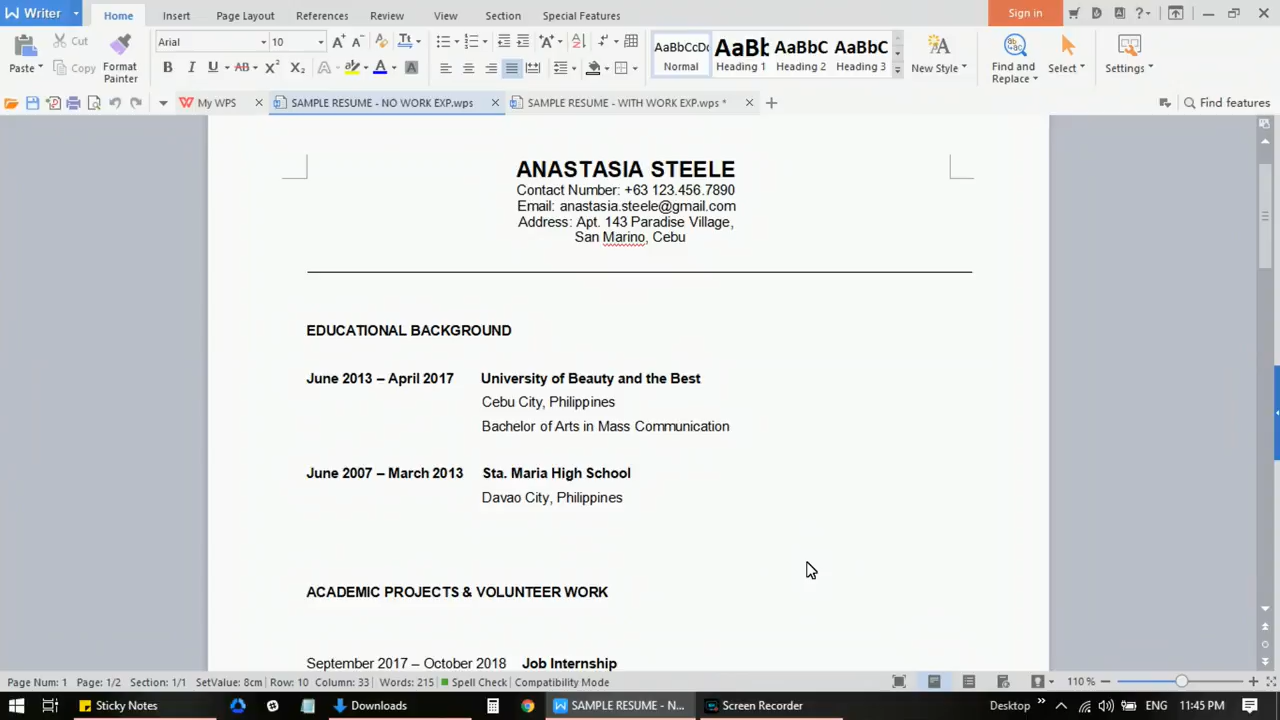 Writer
Home Insert Page Layout References Review View Section Special Features Sign in
Paste Cut Copy Format Painter
Arial 10
AaBbCcDc Normal AaBb Heading 1 AaBbC Heading 2 AaBbC Heading 3
New Style Find and Replace Select Settings
My WPS SAMPLE RESUME - NO WORK EXP.wps SAMPLE RESUME - WITH WORK EXP.wps * Find features
ANASTASIA STEELE
Contact Number: +63 123.456.7890
Email: anastasia.steele@gmail.com
Address: Apt. 143 Paradise Village,
San Marino, Cebu
EDUCATIONAL BACKGROUND
June 2013 – April 2017 University of Beauty and the Best
Cebu City, Philippines
Bachelor of Arts in Mass Communication
June 2007 – March 2013 Sta. Maria High School
Davao City, Philippines
ACADEMIC PROJECTS & VOLUNTEER WORK
September 2017 – October 2018 Job Internship
Page Num: 1 Page: 1/2 Section: 1/1 SetValue: 8cm Row: 10 Column: 33 Words: 215 Spell Check Compatibility Mode 110 %
Sticky Notes Downloads SAMPLE RESUME - N... Screen Recorder Desktop ENG 11:45 PM